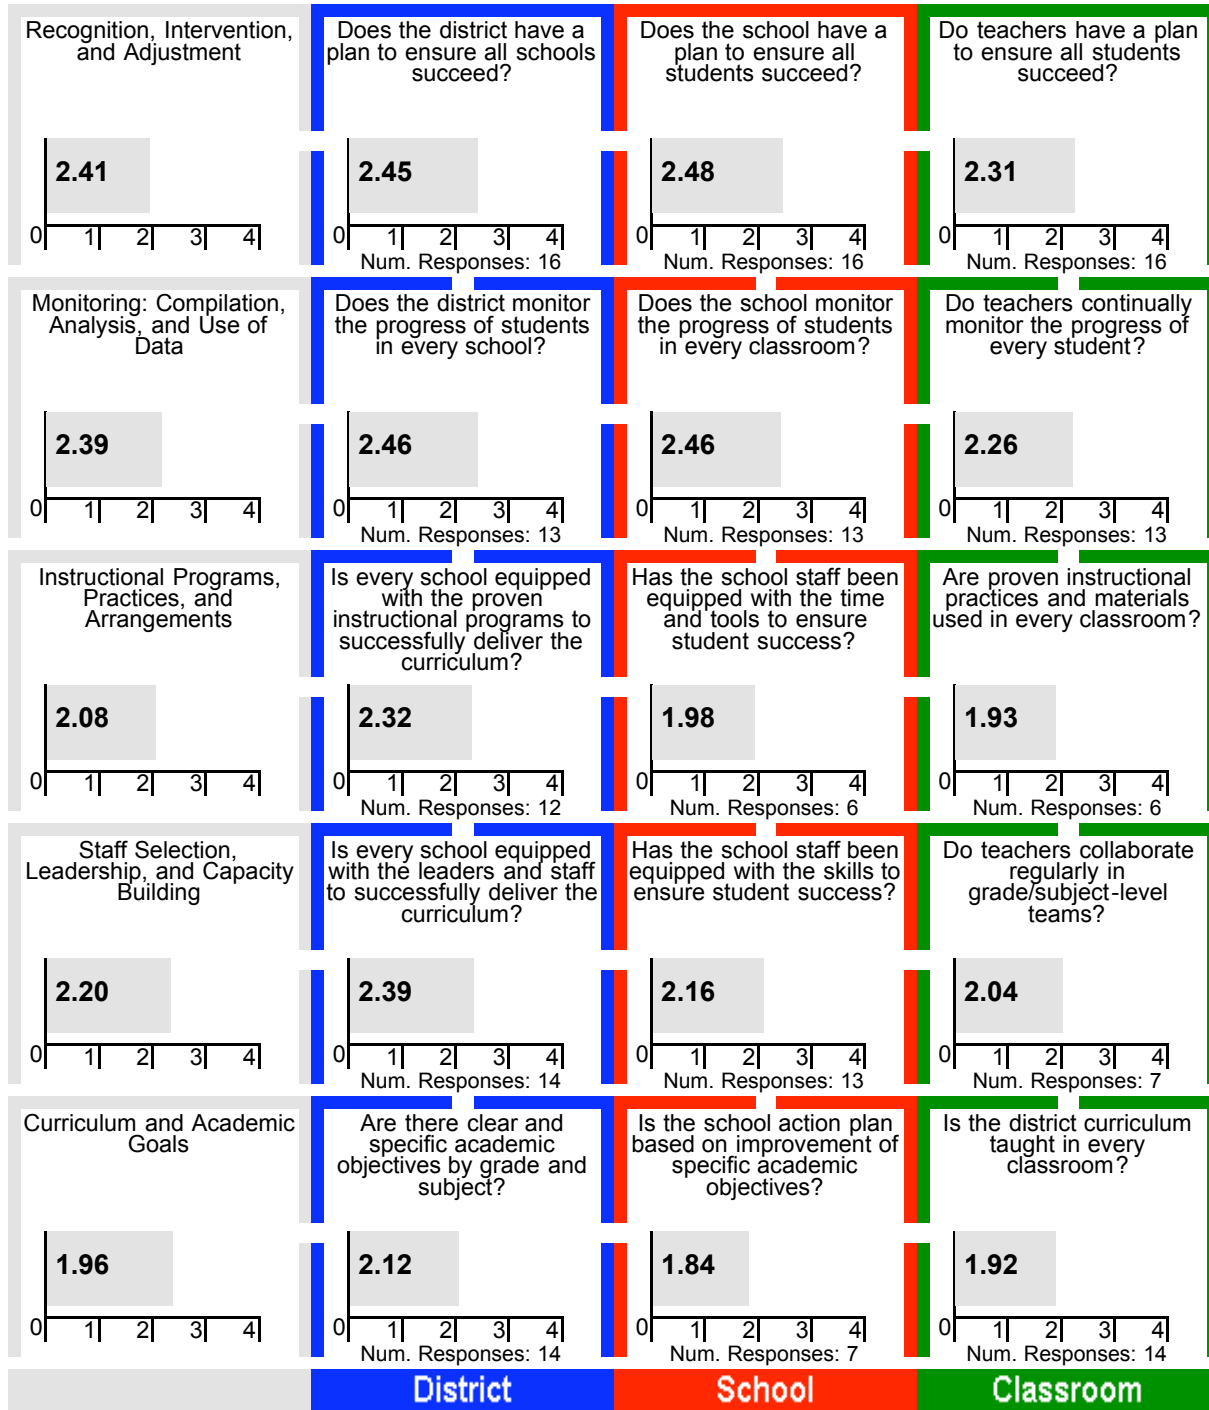 Recognition, Intervention,
and Adjustment
2.41
0 1 2 3 4
Does the district have a
plan to ensure all schools
succeed?
2.45
0 1 2 3 4
Num. Responses: 16
Does the school have a
plan to ensure all
students succeed?
2.48
0 1 2 3 4
Num. Responses: 16
Do teachers have a plan
to ensure all students
succeed?
2.31
0 1 2 3 4
Num. Responses: 16
Monitoring: Compilation,
Analysis, and Use of
Data
2.39
0 1 2 3 4
Does the district monitor
the progress of students
in every school?
2.46
0 1 2 3 4
Num. Responses: 13
Does the school monitor
the progress of students
in every classroom?
2.46
0 1 2 3 4
Num. Responses: 13
Do teachers continually
monitor the progress of
every student?
2.26
0 1 2 3 4
Num. Responses: 13
Instructional Programs,
Practices, and
Arrangements
2.08
0 1 2 3 4
Is every school equipped
with the proven
instructional programs to
successfully deliver the
curriculum?
2.32
0 1 2 3 4
Num. Responses: 12
Has the school staff been
equipped with the time
and tools to ensure
student success?
1.98
0 1 2 3 4
Num. Responses: 6
Are proven instructional
practices and materials
used in every classroom?
1.93
0 1 2 3 4
Num. Responses: 6
Staff Selection,
Leadership, and Capacity
Building
2.20
0 1 2 3 4
Is every school equipped
with the leaders and staff
to successfully deliver the
curriculum?
2.39
0 1 2 3 4
Num. Responses: 14
Has the school staff been
equipped with the skills to
ensure student success?
2.16
0 1 2 3 4
Num. Responses: 13
Do teachers collaborate
regularly in
grade/subject-level
teams?
2.04
0 1 2 3 4
Num. Responses: 7
Curriculum and Academic
Goals
1.96
0 1 2 3 4
Are there clear and
specific academic
objectives by grade and
subject?
2.12
0 1 2 3 4
Num. Responses: 14
Is the school action plan
based on improvement of
specific academic
objectives?
1.84
0 1 2 3 4
Num. Responses: 7
Is the district curriculum
taught in every
classroom?
1.92
0 1 2 3 4
Num. Responses: 14
District
School
Classroom